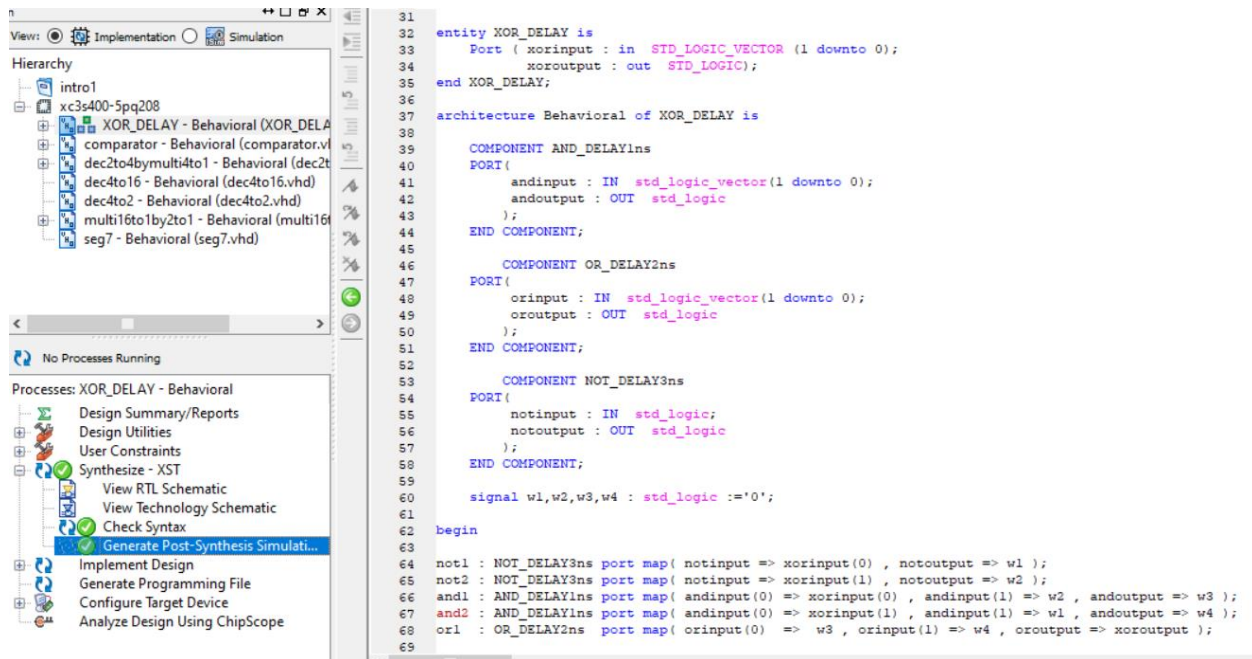 View: Implementation Simulation
Hierarchy
intro1
xc3s400-5pq208
XOR_DELAY - Behavioral (XOR_DELA
comparator - Behavioral (comparator.vl
dec2to4bymulti4to1 - Behavioral (dec2t
dec4to16 - Behavioral (dec4to16.vhd)
dec4to2 - Behavioral (dec4to2.vhd)
multi16to1by2to1 - Behavioral (multi16t
seg7 - Behavioral (seg7.vhd)
No Processes Running
Processes: XOR_DELAY - Behavioral
Design Summary/Reports
Design Utilities
User Constraints
Synthesize - XST
View RTL Schematic
View Technology Schematic
Check Syntax
Generate Post-Synthesis Simulati...
Implement Design
Generate Programming File
Configure Target Device
Analyze Design Using ChipScope
31
32 entity XOR_DELAY is
33 Port ( xorinput : in STD_LOGIC_VECTOR (1 downto 0);
34 xoroutput : out STD_LOGIC);
35 end XOR_DELAY;
36
37 architecture Behavioral of XOR_DELAY is
38
39 COMPONENT AND_DELAY1ns
40 PORT(
41 andinput : IN std_logic_vector(1 downto 0);
42 andoutput : OUT std_logic
43 );
44 END COMPONENT;
45
46 COMPONENT OR_DELAY2ns
47 PORT(
48 orinput : IN std_logic_vector(1 downto 0);
49 oroutput : OUT std_logic
50 );
51 END COMPONENT;
52
53 COMPONENT NOT_DELAY3ns
54 PORT(
55 notinput : IN std_logic;
56 notoutput : OUT std_logic
57 );
58 END COMPONENT;
59
60 signal w1,w2,w3,w4 : std_logic :='0';
61
62 begin
63
64 not1 : NOT_DELAY3ns port map( notinput => xorinput(0) , notoutput => w1 );
65 not2 : NOT_DELAY3ns port map( notinput => xorinput(1) , notoutput => w2 );
66 and1 : AND_DELAY1ns port map( andinput(0) => xorinput(0) , andinput(1) => w2 , andoutput => w3 );
67 and2 : AND_DELAY1ns port map( andinput(0) => xorinput(1) , andinput(1) => w1 , andoutput => w4 );
68 or1 : OR_DELAY2ns port map( orinput(0) => w3 , orinput(1) => w4 , oroutput => xoroutput );
69